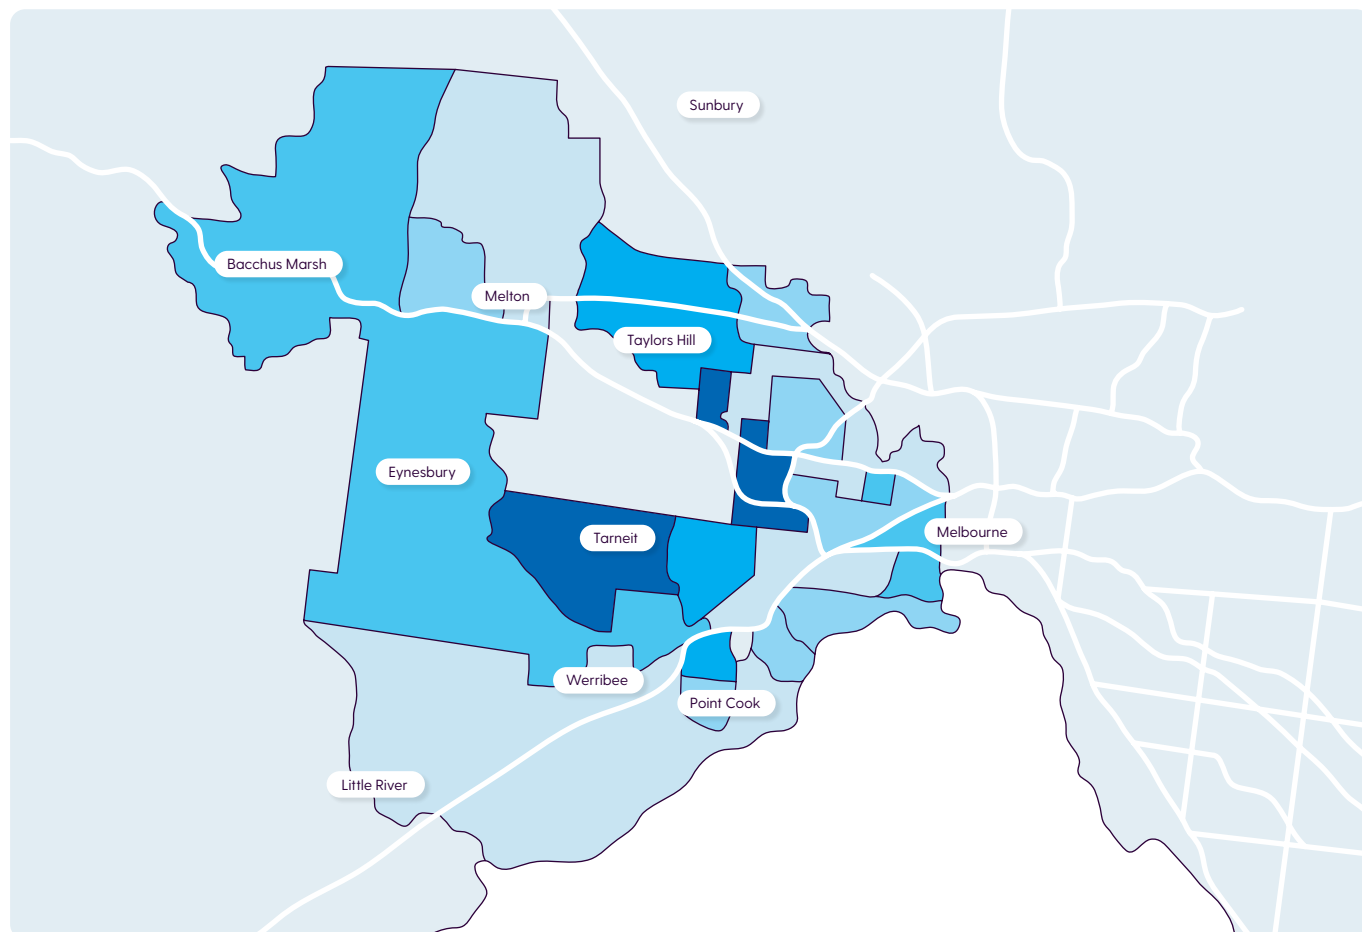 Sunbury
Bacchus Marsh
Melton
Taylors Hill
Eynesbury
Tarneit
Melbourne
Werribee
Point Cook
Little River